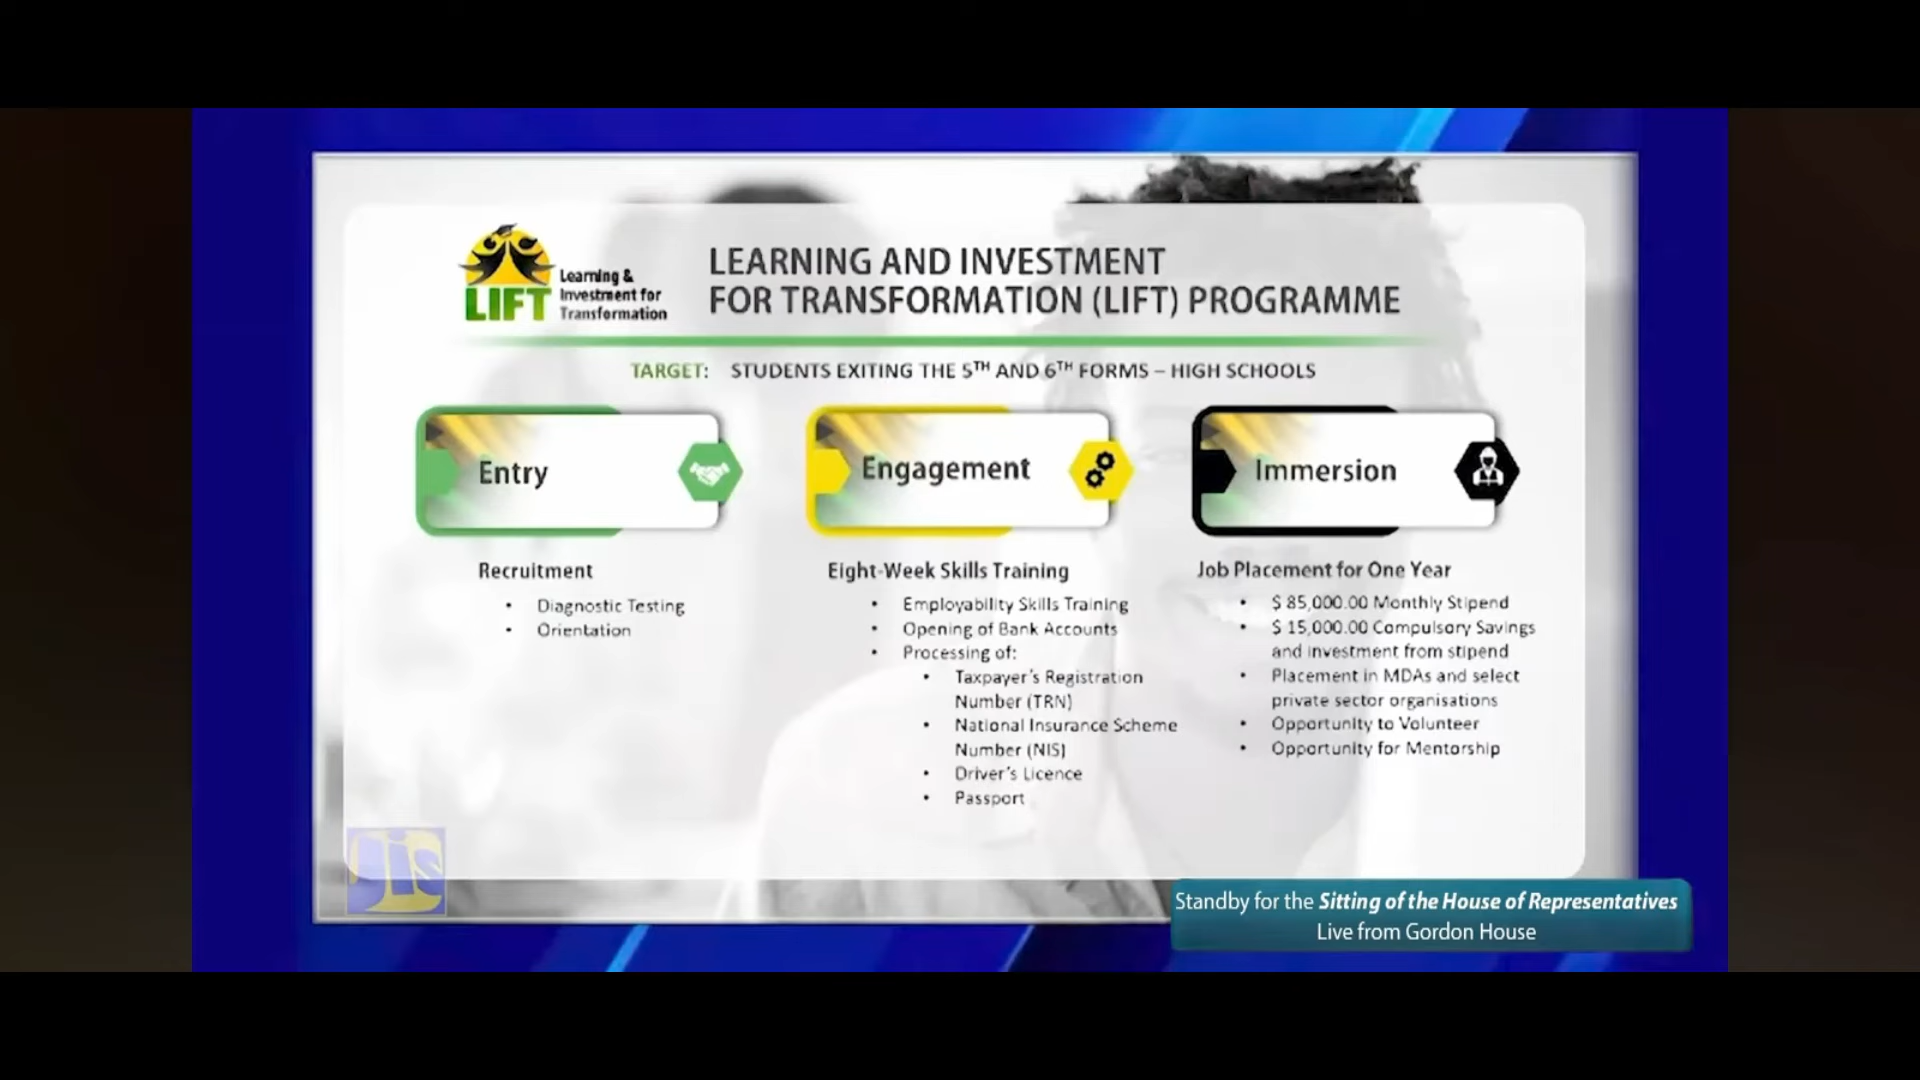 LIFT
Learning &
Investment for
Transformation
LEARNING AND INVESTMENT
FOR TRANSFORMATION (LIFT) PROGRAMME
TARGET: STUDENTS EXITING THE 5TH AND 6TH FORMS – HIGH SCHOOLS
Entry
Recruitment
• Diagnostic Testing
• Orientation
Engagement
Eight-Week Skills Training
• Employability Skills Training
• Opening of Bank Accounts
• Processing of:
• Taxpayer's Registration
Number (TRN)
• National Insurance Scheme
Number (NIS)
• Driver's Licence
• Passport
Immersion
Job Placement for One Year
• $ 85,000.00 Monthly Stipend
• $ 15,000.00 Compulsory Savings
and investment from stipend
• Placement in MDAs and select
private sector organisations
• Opportunity to Volunteer
• Opportunity for Mentorship
jis
Standby for the Sitting of the House of Representatives
Live from Gordon House